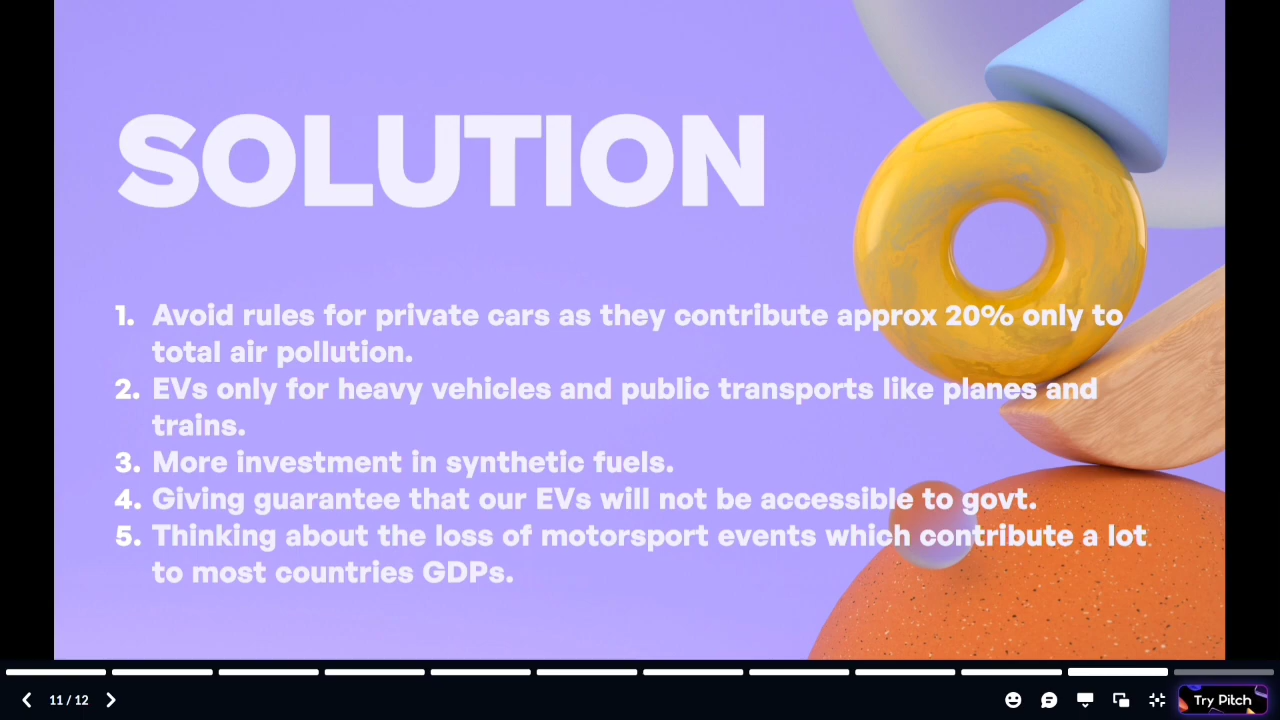 SOLUTION
1. Avoid rules for private cars as they contribute approx 20% only to
total air pollution.
2. EVs only for heavy vehicles and public transports like planes and
trains.
3. More investment in synthetic fuels.
4. Giving guarantee that our EVs will not be accessible to govt.
5. Thinking about the loss of motorsport events which contribute a lot
to most countries GDPs.
11 / 12
Try Pitch